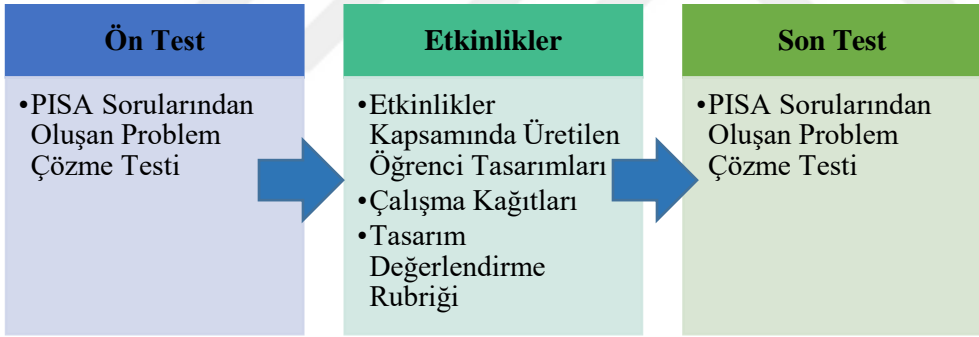 Ön Test
•PISA Sorularından
Oluşan Problem
Çözme Testi
Etkinlikler
•Etkinlikler
Kapsamında Üretilen
Öğrenci Tasarımları
•Çalışma Kağıtları
•Tasarım
Değerlendirme
Rubriği
Son Test
•PISA Sorularından
Oluşan Problem
Çözme Testi